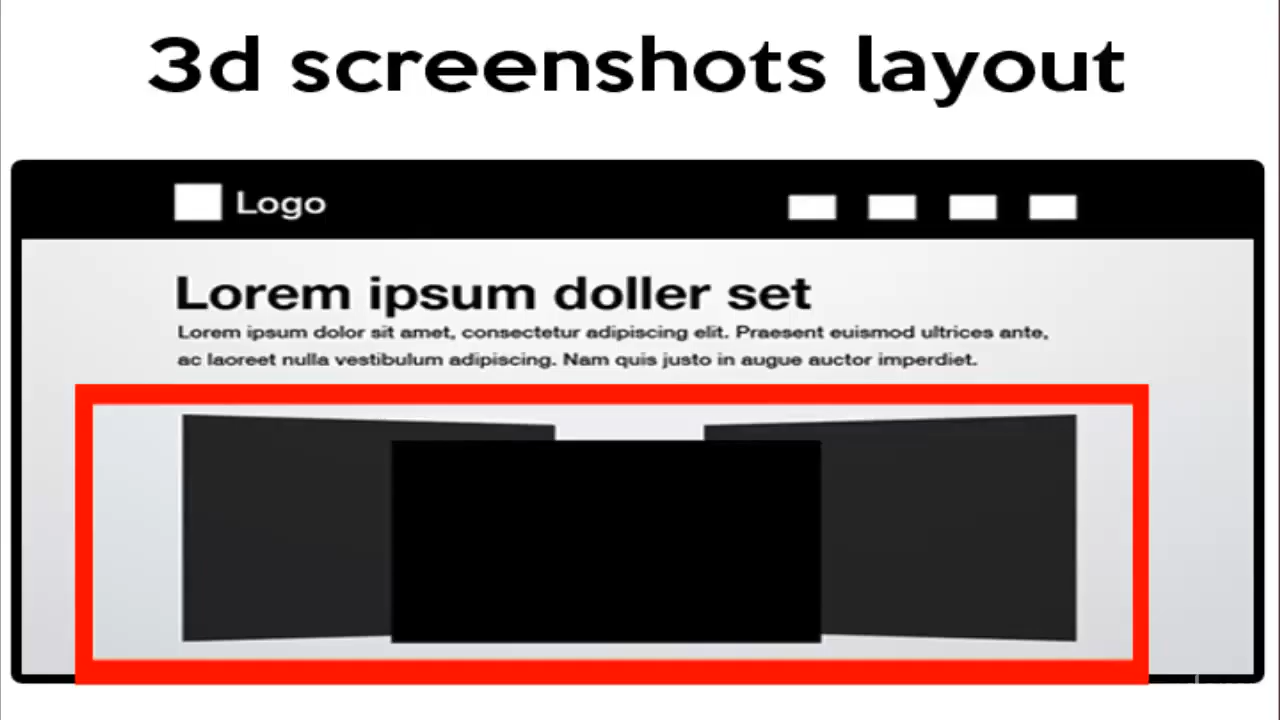 3d screenshots layout
Logo
Lorem ipsum doller set
Lorem ipsum dolor sit amet, consectetur adipiscing elit. Praesent euismod ultrices ante,
ac laoreet nulla vestibulum adipiscing. Nam quis justo in augue auctor imperdiet.